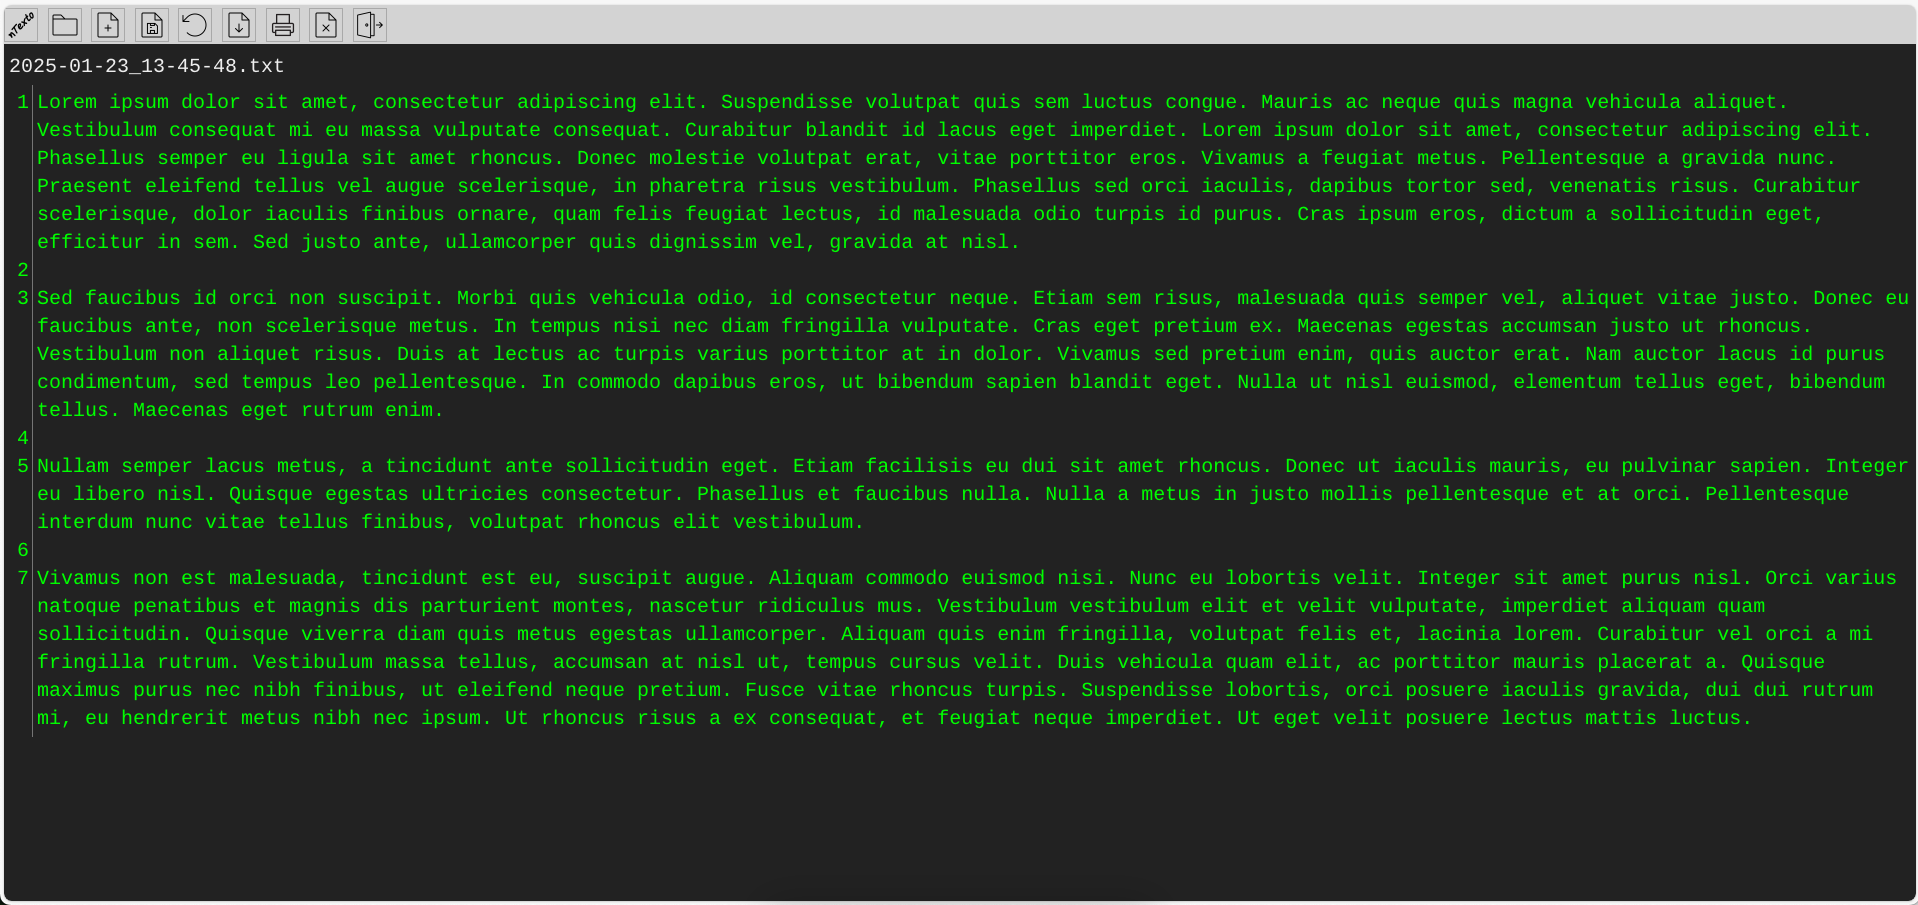 nTexto
2025-01-23_13-45-48.txt
1 Lorem ipsum dolor sit amet, consectetur adipiscing elit. Suspendisse volutpat quis sem luctus congue. Mauris ac neque quis magna vehicula aliquet.
Vestibulum consequat mi eu massa vulputate consequat. Curabitur blandit id lacus eget imperdiet. Lorem ipsum dolor sit amet, consectetur adipiscing elit.
Phasellus semper eu ligula sit amet rhoncus. Donec molestie volutpat erat, vitae porttitor eros. Vivamus a feugiat metus. Pellentesque a gravida nunc.
Praesent eleifend tellus vel augue scelerisque, in pharetra risus vestibulum. Phasellus sed orci iaculis, dapibus tortor sed, venenatis risus. Curabitur
scelerisque, dolor iaculis finibus ornare, quam felis feugiat lectus, id malesuada odio turpis id purus. Cras ipsum eros, dictum a sollicitudin eget,
efficitur in sem. Sed justo ante, ullamcorper quis dignissim vel, gravida at nisl.
2
3 Sed faucibus id orci non suscipit. Morbi quis vehicula odio, id consectetur neque. Etiam sem risus, malesuada quis semper vel, aliquet vitae justo. Donec eu
faucibus ante, non scelerisque metus. In tempus nisi nec diam fringilla vulputate. Cras eget pretium ex. Maecenas egestas accumsan justo ut rhoncus.
Vestibulum non aliquet risus. Duis at lectus ac turpis varius porttitor at in dolor. Vivamus sed pretium enim, quis auctor erat. Nam auctor lacus id purus
condimentum, sed tempus leo pellentesque. In commodo dapibus eros, ut bibendum sapien blandit eget. Nulla ut nisl euismod, elementum tellus eget, bibendum
tellus. Maecenas eget rutrum enim.
4
5 Nullam semper lacus metus, a tincidunt ante sollicitudin eget. Etiam facilisis eu dui sit amet rhoncus. Donec ut iaculis mauris, eu pulvinar sapien. Integer
eu libero nisl. Quisque egestas ultricies consectetur. Phasellus et faucibus nulla. Nulla a metus in justo mollis pellentesque et at orci. Pellentesque
interdum nunc vitae tellus finibus, volutpat rhoncus elit vestibulum.
6
7 Vivamus non est malesuada, tincidunt est eu, suscipit augue. Aliquam commodo euismod nisi. Nunc eu lobortis velit. Integer sit amet purus nisl. Orci varius
natoque penatibus et magnis dis parturient montes, nascetur ridiculus mus. Vestibulum vestibulum elit et velit vulputate, imperdiet aliquam quam
sollicitudin. Quisque viverra diam quis metus egestas ullamcorper. Aliquam quis enim fringilla, volutpat felis et, lacinia lorem. Curabitur vel orci a mi
fringilla rutrum. Vestibulum massa tellus, accumsan at nisl ut, tempus cursus velit. Duis vehicula quam elit, ac porttitor mauris placerat a. Quisque
maximus purus nec nibh finibus, ut eleifend neque pretium. Fusce vitae rhoncus turpis. Suspendisse lobortis, orci posuere iaculis gravida, dui dui rutrum
mi, eu hendrerit metus nibh nec ipsum. Ut rhoncus risus a ex consequat, et feugiat neque imperdiet. Ut eget velit posuere lectus mattis luctus.